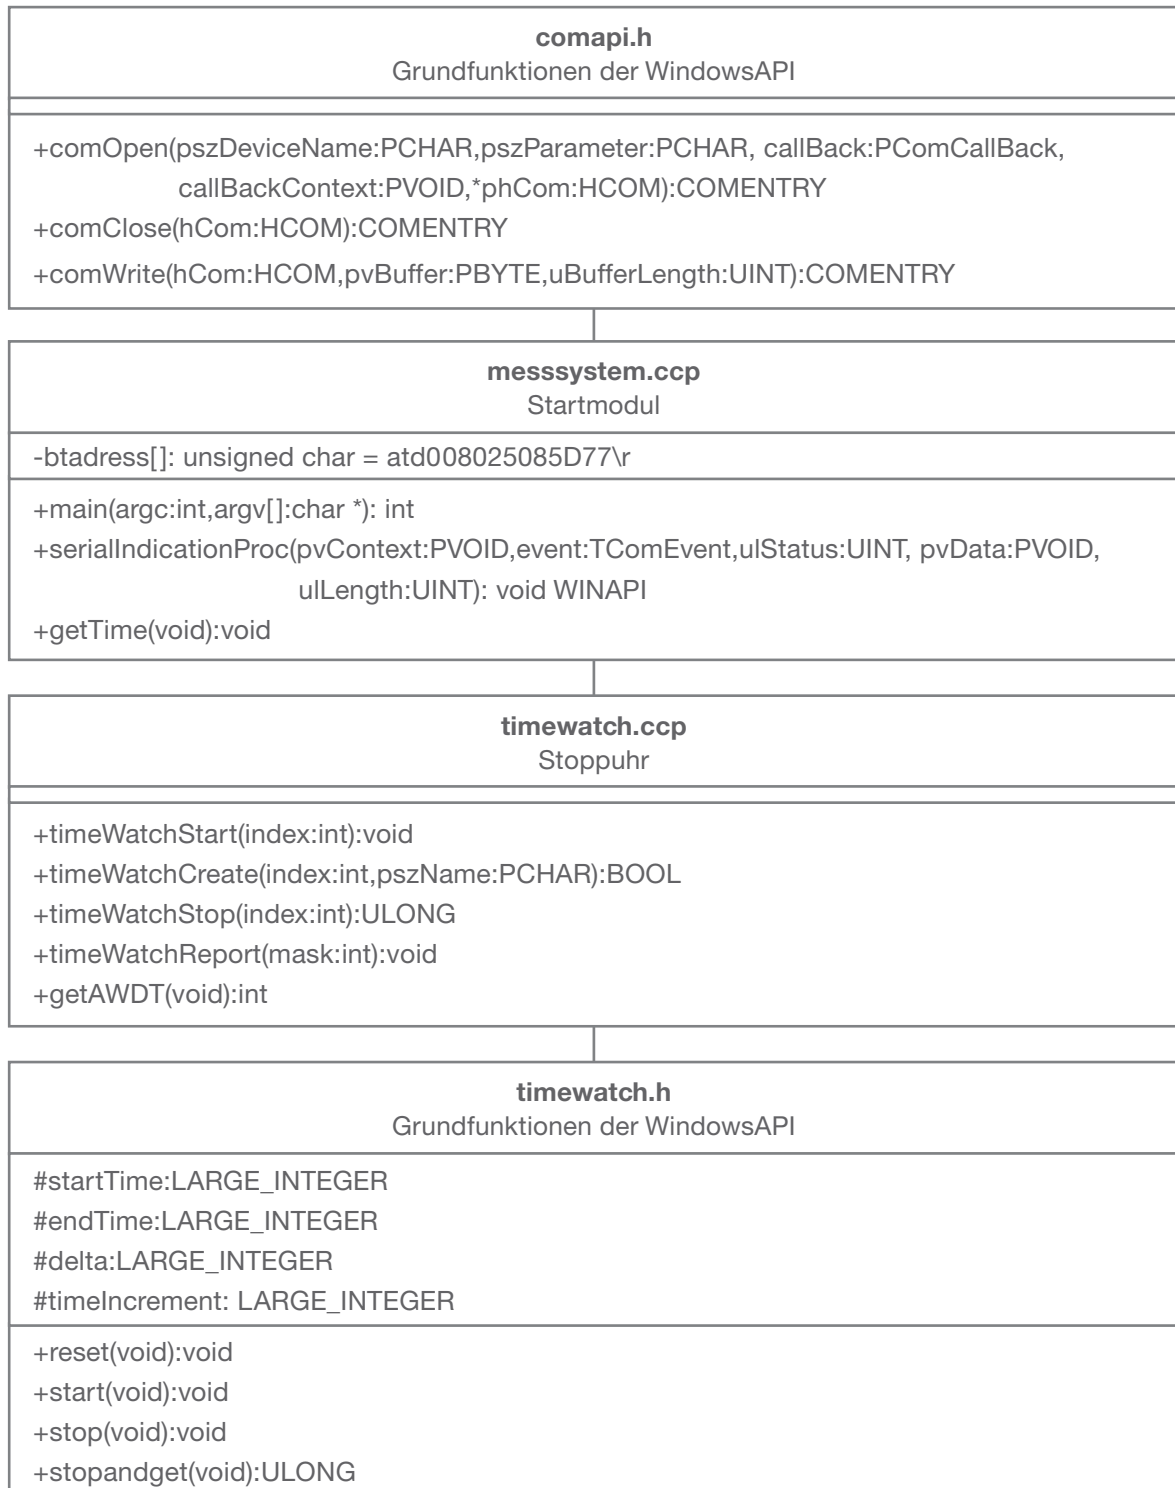 comapi.h
Grundfunktionen der WindowsAPI
+comOpen(pszDeviceName:PCHAR,pszParameter:PCHAR, callBack:PComCallBack,
callBackContext:PVOID,*phCom:HCOM):COMENTRY
+comClose(hCom:HCOM):COMENTRY
+comWrite(hCom:HCOM,pvBuffer:PBYTE,uBufferLength:UINT):COMENTRY
messsystem.ccp
Startmodul
-btadress[]: unsigned char = atd008025085D77\r
+main(argc:int,argv[]:char *): int
+serialIndicationProc(pvContext:PVOID,event:TComEvent,ulStatus:UINT, pvData:PVOID,
ulLength:UINT): void WINAPI
+getTime(void):void
timewatch.ccp
Stoppuhr
+timeWatchStart(index:int):void
+timeWatchCreate(index:int,pszName:PCHAR):BOOL
+timeWatchStop(index:int):ULONG
+timeWatchReport(mask:int):void
+getAWDT(void):int
timewatch.h
Grundfunktionen der WindowsAPI
#startTime:LARGE_INTEGER
#endTime:LARGE_INTEGER
#delta:LARGE_INTEGER
#timeIncrement: LARGE_INTEGER
+reset(void):void
+start(void):void
+stop(void):void
+stopandget(void):ULONG